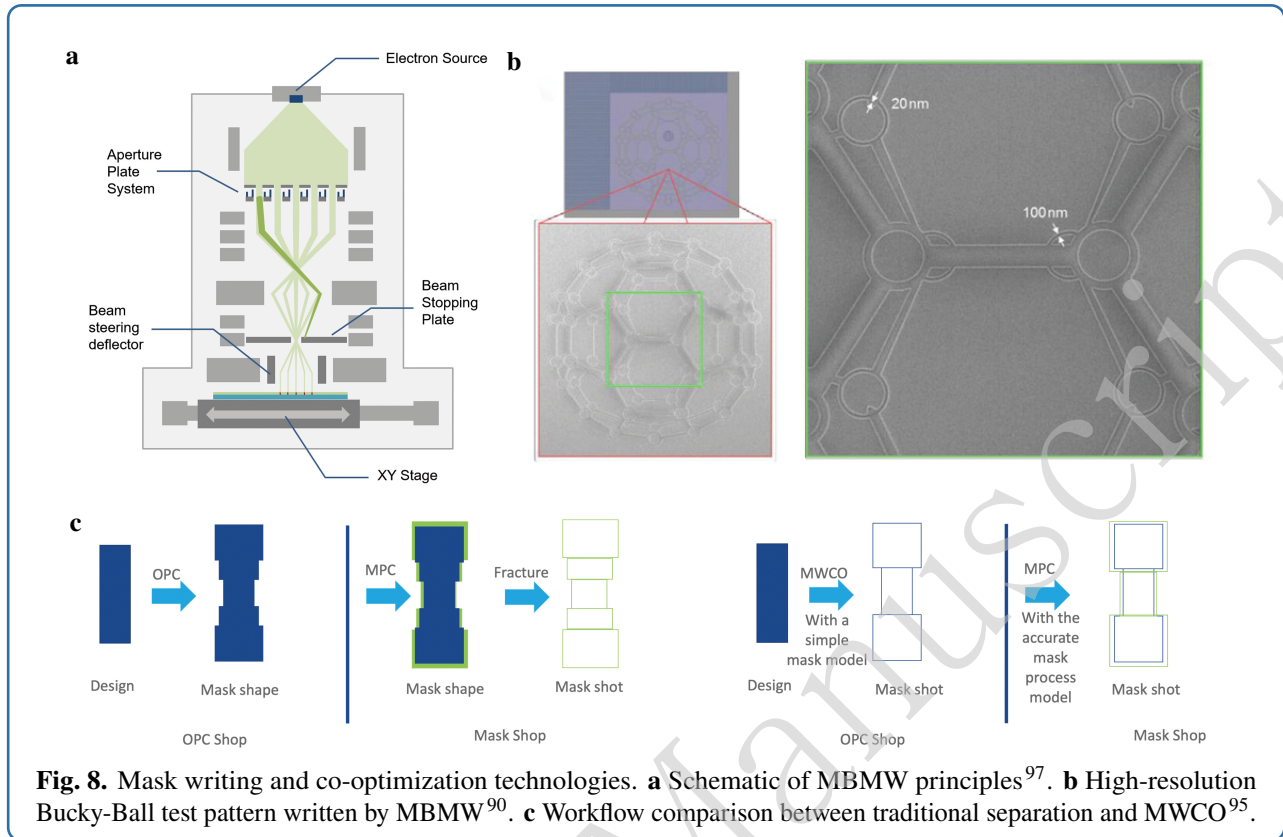 a
Electron Source
Aperture
Plate
System
Beam
steering
deflector
Beam
Stopping
Plate
XY Stage
b
20nm
100nm
c
OPC
MPC
Fracture
MWCO
With a
simple
mask model
MPC
With the
accurate
mask
process
model
Design
Mask shape
Mask shape
Mask shot
Design
Mask shot
Mask shot
OPC Shop
Mask Shop
OPC Shop
Mask Shop
Fig. 8. Mask writing and co-optimization technologies. a Schematic of MBMW principles97. b High-resolution
Bucky-Ball test pattern written by MBMW90. c Workflow comparison between traditional separation and MWCO95.
Manuscript